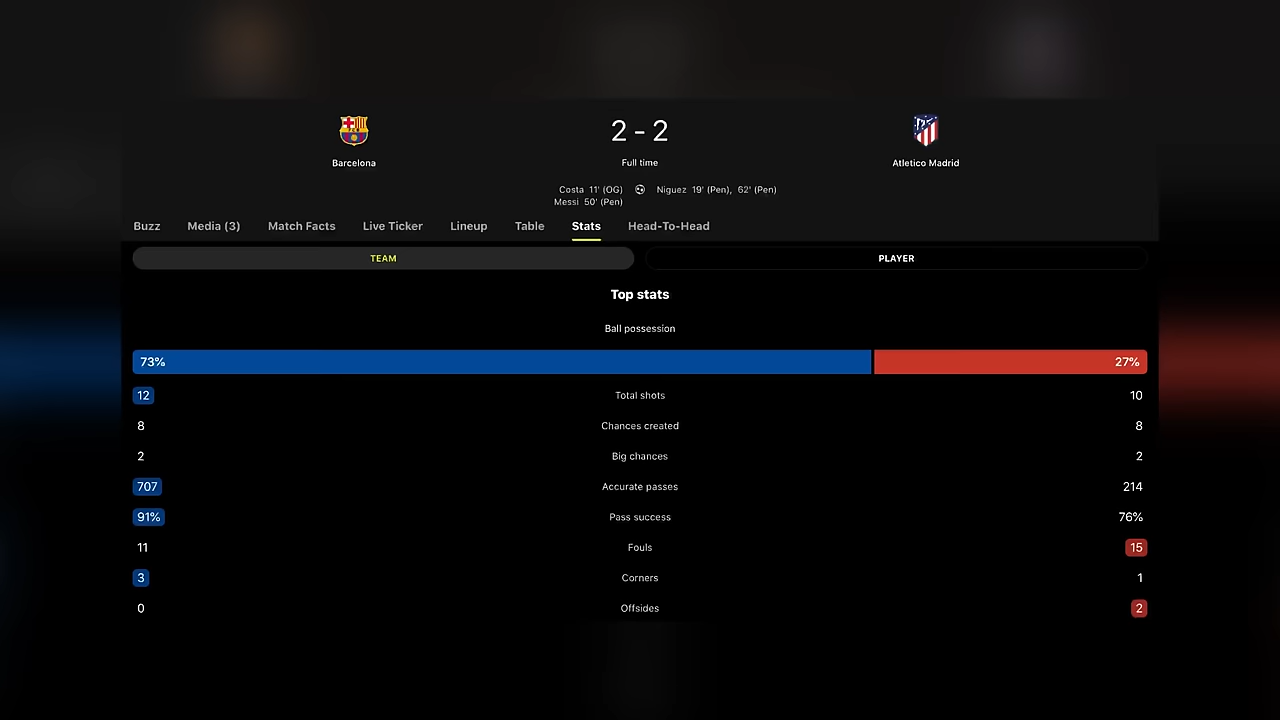 2 - 2
Barcelona
Full time
Atletico Madrid
Costa 11' (OG)
Niguez 19' (Pen), 62' (Pen)
Messi 50' (Pen)
Buzz
Media (3)
Match Facts
Live Ticker
Lineup
Table
Stats
Head-To-Head
TEAM
PLAYER
Top stats
Ball possession
73%
27%
12
Total shots
10
8
Chances created
8
2
Big chances
2
707
Accurate passes
214
91%
Pass success
76%
11
Fouls
15
3
Corners
1
0
Offsides
2